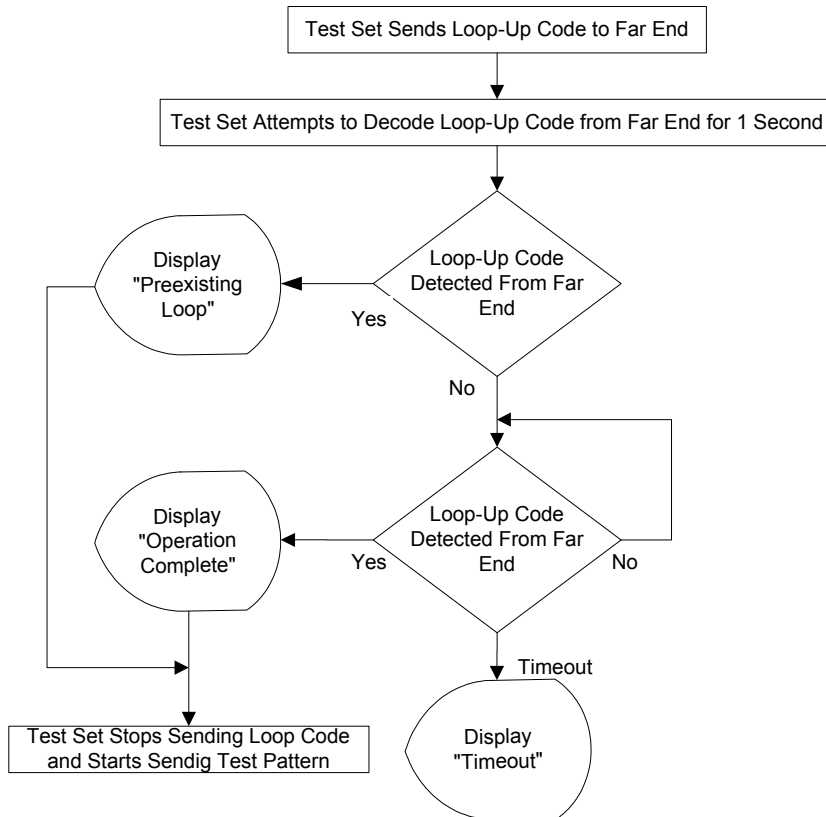 Test Set Sends Loop-Up Code to Far End
Test Set Attempts to Decode Loop-Up Code from Far End for 1 Second
Loop-Up Code
Detected From Far
End
Display
"Preexisting
Loop"
Yes
No
Loop-Up Code
Detected From Far
End
Display
"Operation
Complete"
Yes
No
Timeout
Test Set Stops Sending Loop Code
and Starts Sendig Test Pattern
Display
"Timeout"